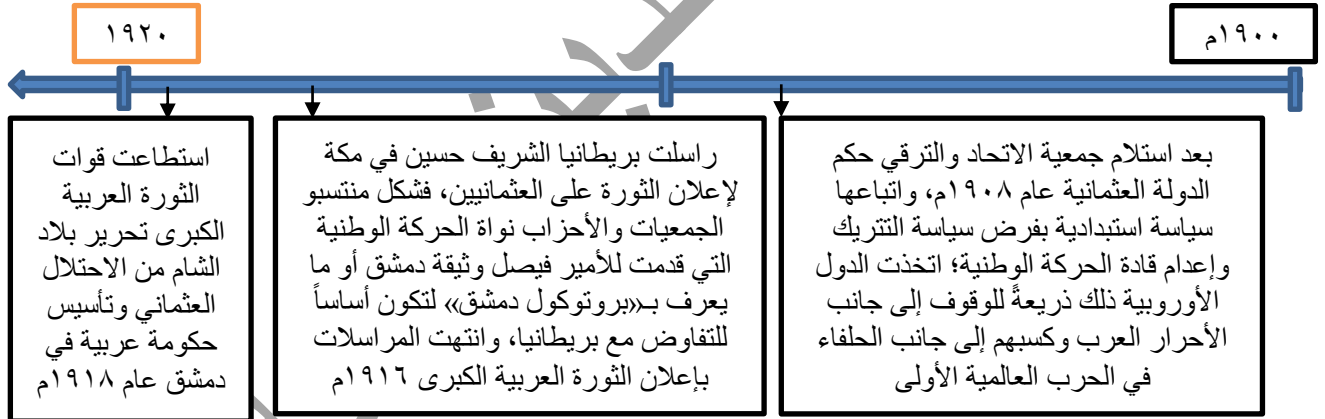 ١٩٠٠م
١٩٢٠
بعد استلام جمعية الاتحاد والترقي حكم
الدولة العثمانية عام ١٩٠٨م، واتباعها
سياسة استبدادية بفرض سياسة التتريك
وإعدام قادة الحركة الوطنية؛ اتخذت الدول
الأوروبية ذلك ذريعةً للوقوف إلى جانب
الأحرار العرب وكسبهم إلى جانب الحلفاء
في الحرب العالمية الأولى
راسلت بريطانيا الشريف حسين في مكة
لإعلان الثورة على العثمانيين، فشكل منتسبو
الجمعيات والأحزاب نواة الحركة الوطنية
التي قدمت للأمير فيصل وثيقة دمشق أو ما
يعرف بـ«بروتوكول دمشق» لتكون أساساً
للتفاوض مع بريطانيا، وانتهت المراسلات
بإعلان الثورة العربية الكبرى ١٩١٦م
استطاعت قوات
الثورة العربية
الكبرى تحرير بلاد
الشام من الاحتلال
العثماني وتأسيس
حكومة عربية في
دمشق عام ١٩١٨م